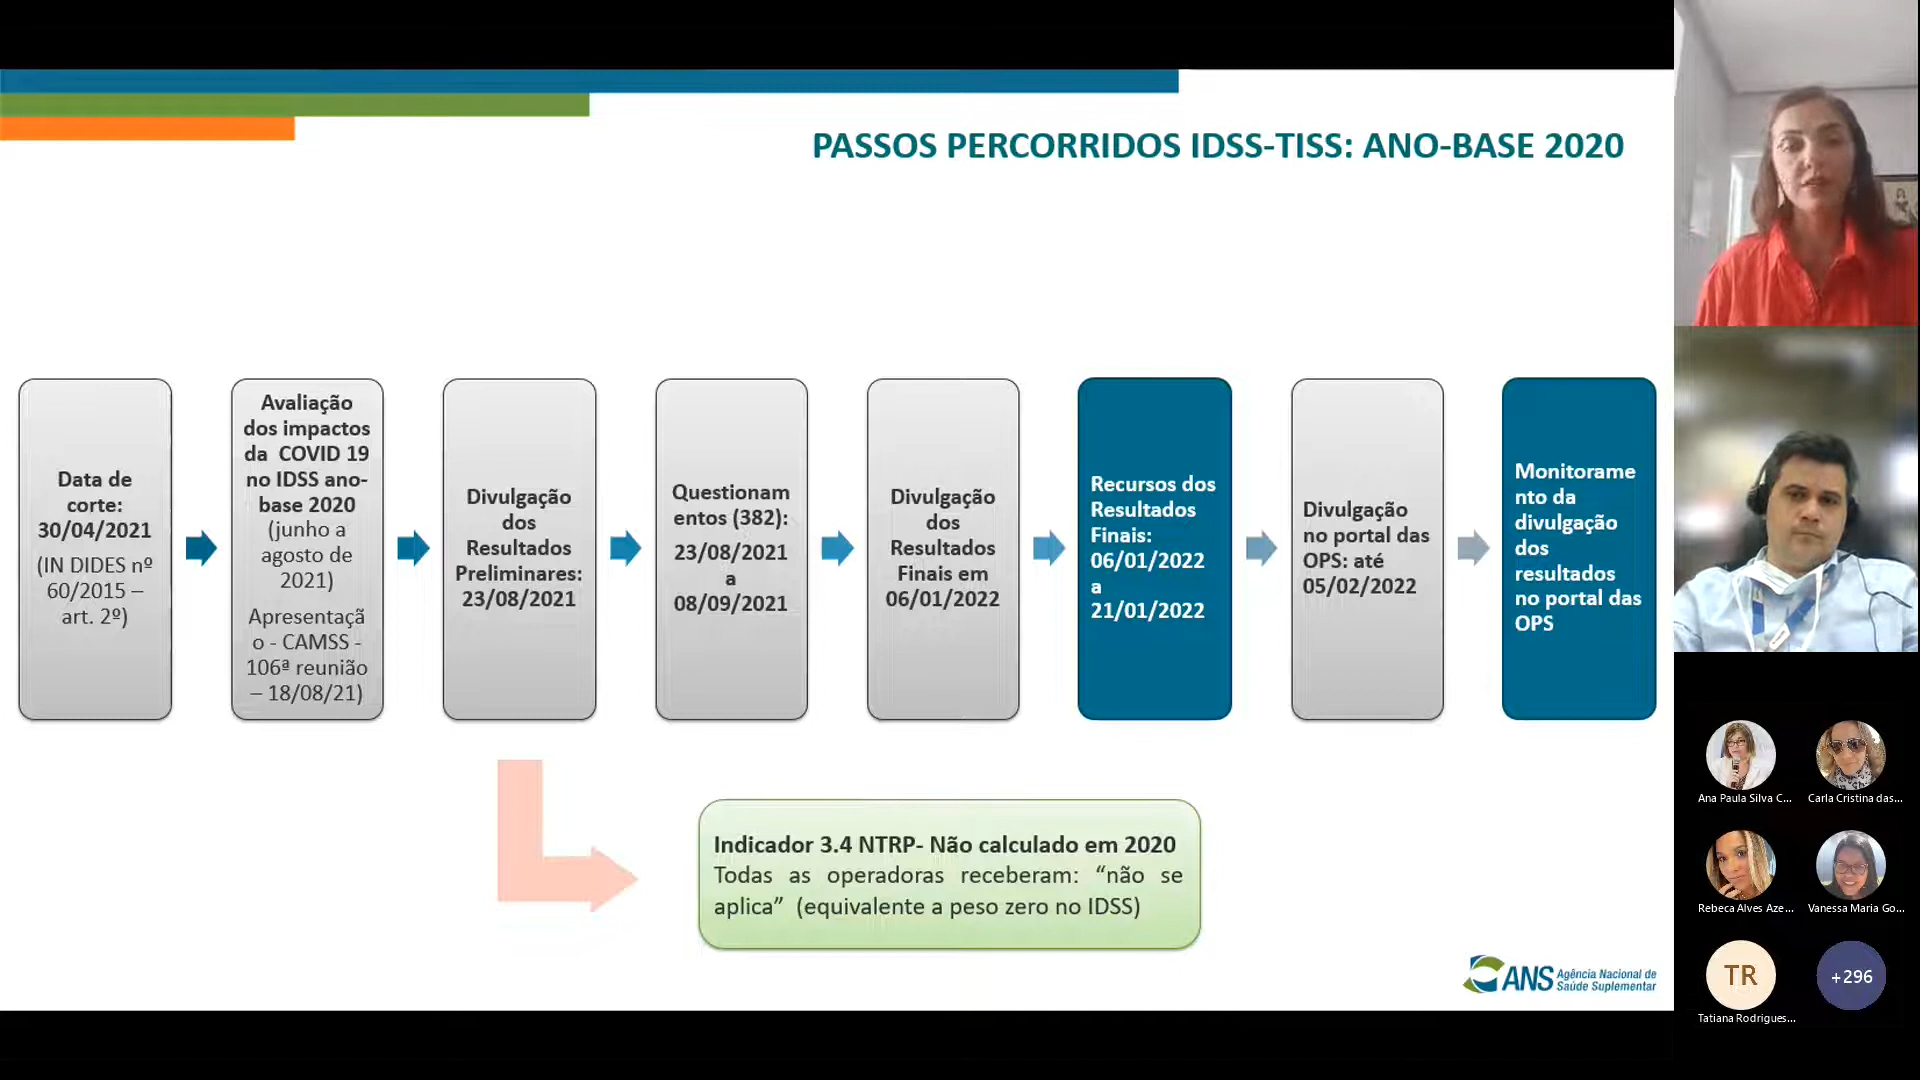 PASSOS PERCORRIDOS IDSS-TISS: ANO-BASE 2020
Data de
corte:
30/04/2021
(IN DIDES nº
60/2015 –
art. 2º)
Avaliação
dos impactos
da COVID 19
no IDSS ano-
base 2020
(junho a
agosto de
2021)
Apresentaçã
o - CAMSS -
106ª reunião
– 18/08/21)
Divulgação
dos
Resultados
Preliminares:
23/08/2021
Questionam
entos (382):
23/08/2021
a
08/09/2021
Divulgação
dos
Resultados
Finais em
06/01/2022
Recursos dos
Resultados
Finais:
06/01/2022
a
21/01/2022
Divulgação
no portal das
OPS: até
05/02/2022
Monitorame
nto da
divulgação
dos
resultados
no portal das
OPS
Indicador 3.4 NTRP- Não calculado em 2020
Todas as operadoras receberam: “não se
aplica” (equivalente a peso zero no IDSS)
ANS Agência Nacional de
Saúde Suplementar
Ana Paula Silva C...
Carla Cristina das...
Rebeca Alves Aze...
Vanessa Maria Go...
TR
+296
Tatiana Rodrigues...